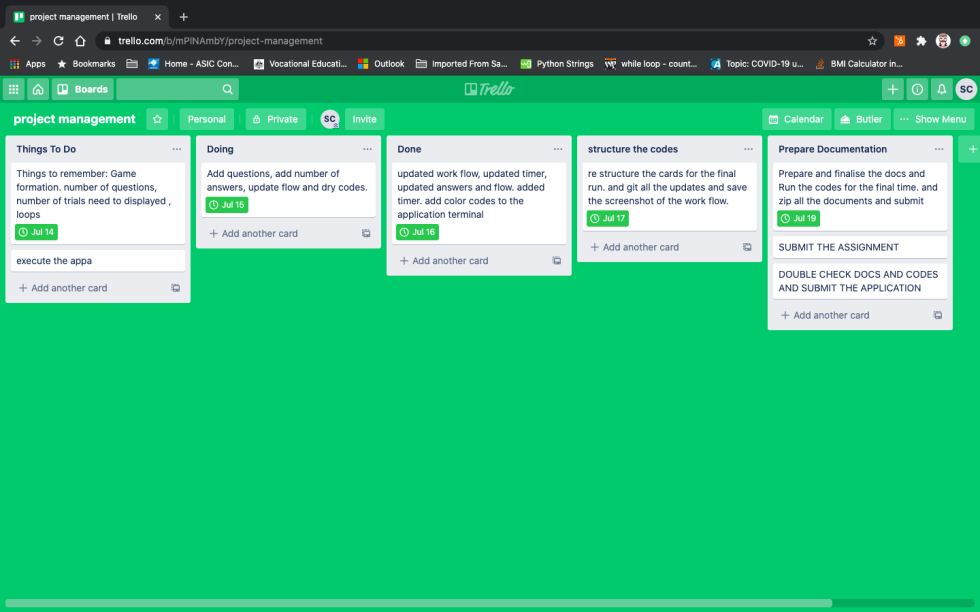 project management | Trello
trello.com/b/mPlNAmbY/project-management
Apps
Bookmarks
Home - ASIC Con...
Vocational Educati...
Outlook
Imported From Sa...
Python Strings
while loop - count...
Topic: COVID-19 u...
BMI Calculator in...
Boards
Trello
SC
project management
Personal
Private
SC
Invite
Calendar
Butler
Show Menu
Things To Do
Things to remember: Game
formation. number of questions,
number of trials need to displayed ,
loops
Jul 14
execute the appa
Add another card
Doing
Add questions, add number of
answers, update flow and dry codes.
Jul 15
Add another card
Done
updated work flow, updated timer,
updated answers and flow. added
timer. add color codes to the
application terminal
Jul 16
Add another card
structure the codes
re structure the cards for the final
run. and git all the updates and save
the screenshot of the work flow.
Jul 17
Add another card
Prepare Documentation
Prepare and finalise the docs and
Run the codes for the final time. and
zip all the documents and submit
Jul 19
SUBMIT THE ASSIGNMENT
DOUBLE CHECK DOCS AND CODES
AND SUBMIT THE APPLICATION
Add another card